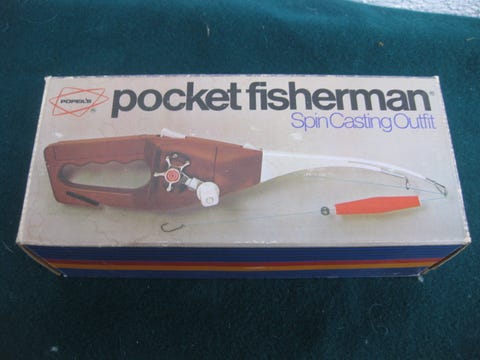 POPEIL'S
®
pocket fisherman®
Spin Casting Outfit